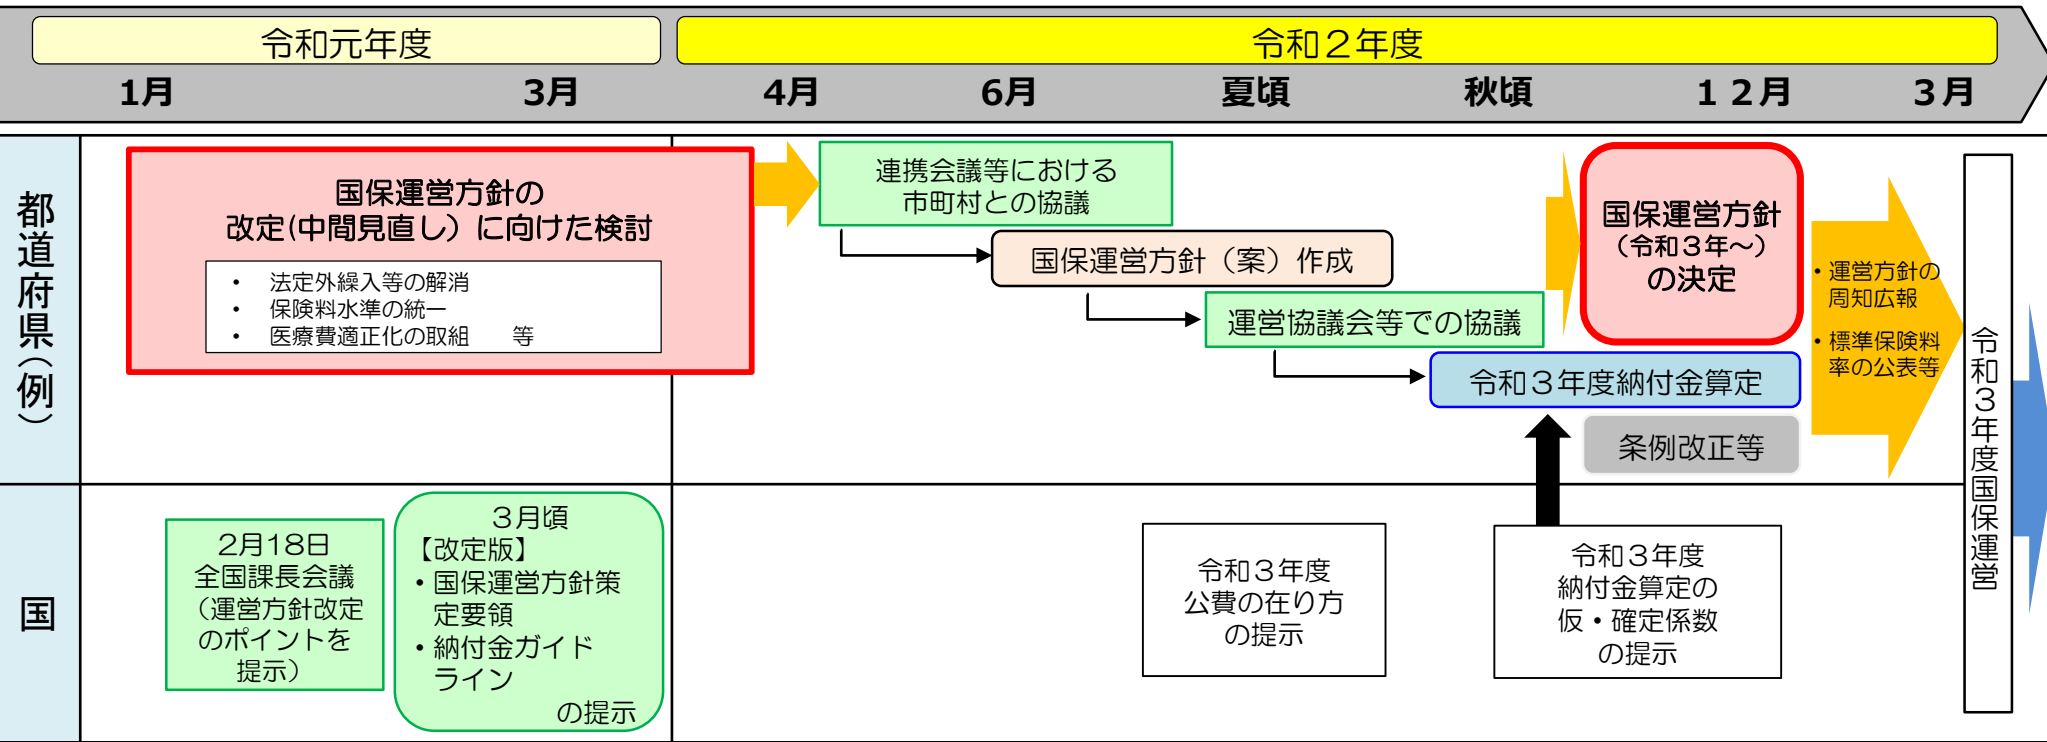 令和元年度
令和２年度
1月
3月
4月
6月
夏頃
秋頃
１２月
３月
都道府県（例）
国保運営方針の
改定(中間見直し）に向けた検討
• 法定外繰入等の解消
• 保険料水準の統一
• 医療費適正化の取組　　等
連携会議等における
市町村との協議
国保運営方針（案）作成
運営協議会等での協議
国保運営方針
（令和３年～）
の決定
令和３年度納付金算定
条例改正等
・運営方針の
周知広報
・標準保険料
率の公表等
令和３年度国保運営
国
2月18日
全国課長会議
（運営方針改定
のポイントを
提示）
３月頃
【改定版】
・国保運営方針策
定要領
・納付金ガイド
ライン
の提示
令和３年度
公費の在り方
の提示
令和３年度
納付金算定の
仮・確定係数
の提示